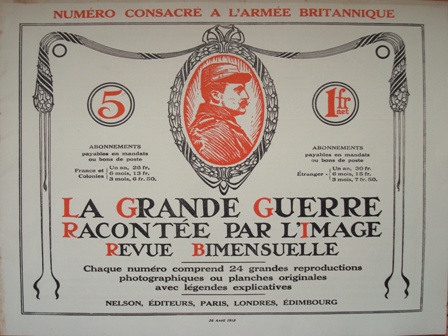 NUMÉRO CONSACRÉ A L'ARMÉE BRITANNIQUE
5
1 fr net
ABONNEMENTS
payables en mandats
ou bons de poste
France et Colonies
Un an, 26 fr.
6 mois, 13 fr.
3 mois, 6 fr. 50.
ABONNEMENTS
payables en mandats
ou bons de poste
Étranger
Un an, 30 fr.
6 mois, 15 fr.
3 mois, 7 fr. 50.
LA GRANDE GUERRE
RACONTÉE PAR L'IMAGE
REVUE BIMENSUELLE
Chaque numéro comprend 24 grandes reproductions
photographiques ou planches originales
avec légendes explicatives
NELSON, ÉDITEURS, PARIS, LONDRES, ÉDIMBOURG